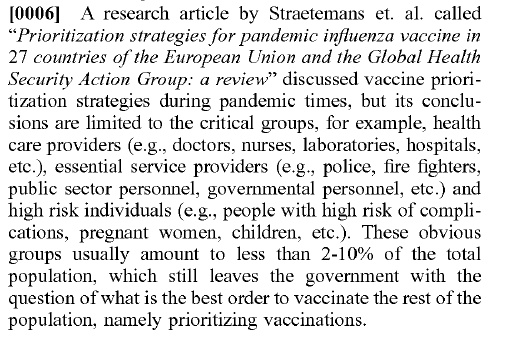 [0006] A research article by Straetemans et. al. called
“Prioritization strategies for pandemic influenza vaccine in
27 countries of the European Union and the Global Health
Security Action Group: a review” discussed vaccine priori-
tization strategies during pandemic times, but its conclu-
sions are limited to the critical groups, for example, health
care providers (e.g., doctors, nurses, laboratories, hospitals,
etc.), essential service providers (e.g., police, fire fighters,
public sector personnel, governmental personnel, etc.) and
high risk individuals (e.g., people with high risk of compli-
cations, pregnant women, children, etc.). These obvious
groups usually amount to less than 2-10% of the total
population, which still leaves the government with the
question of what is the best order to vaccinate the rest of the
population, namely prioritizing vaccinations.